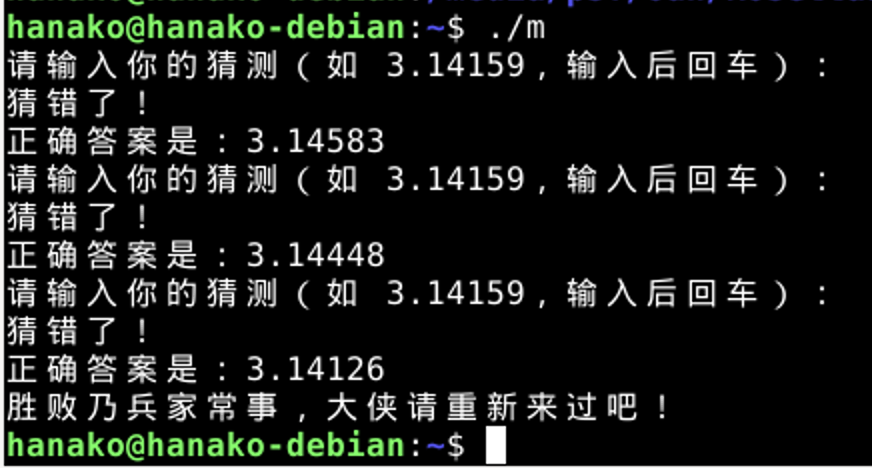 hanako@hanako-debian:~$ ./m
请输入你的猜测(如 3.14159,输入后回车):
猜错了!
正确答案是:3.14583
请输入你的猜测(如 3.14159,输入后回车):
猜错了!
正确答案是:3.14448
请输入你的猜测(如 3.14159,输入后回车):
猜错了!
正确答案是:3.14126
胜败乃兵家常事,大侠请重新来过吧!
hanako@hanako-debian:~$